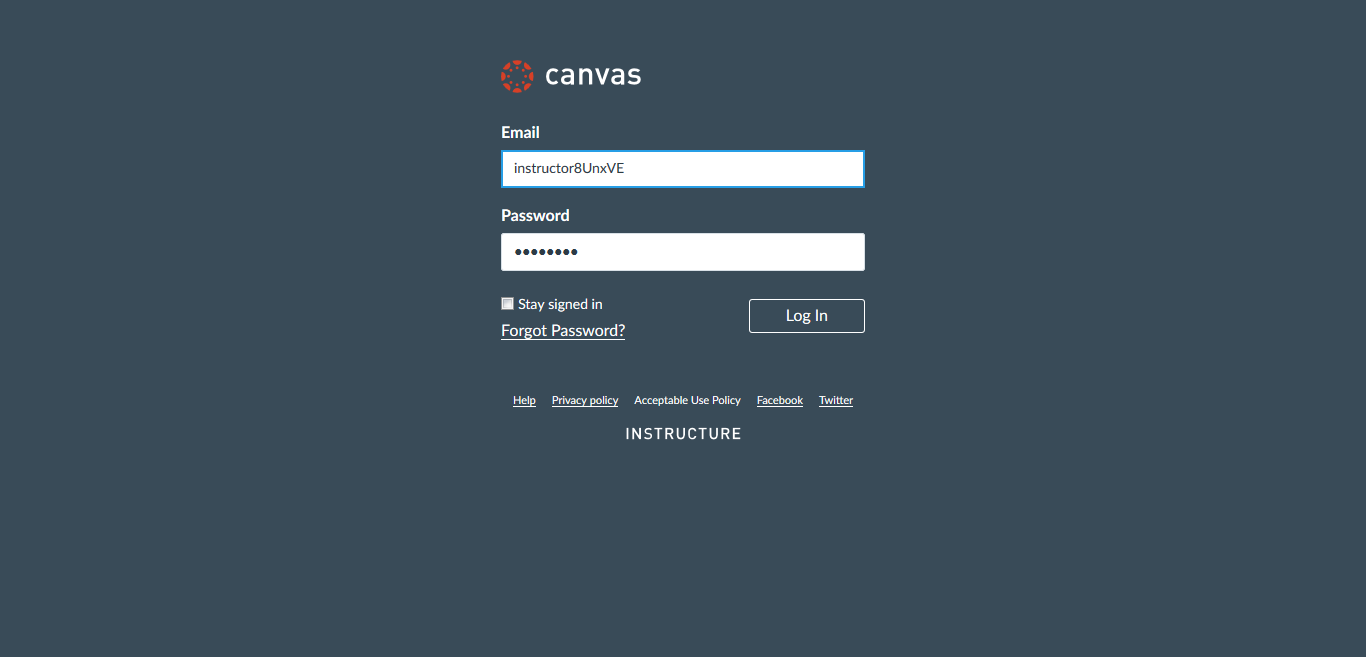 canvas
Email
instructor8UnxVE
Password
••••••••
Stay signed in
Log In
Forgot Password?
Help Privacy policy Acceptable Use Policy Facebook Twitter
INSTRUCTURE